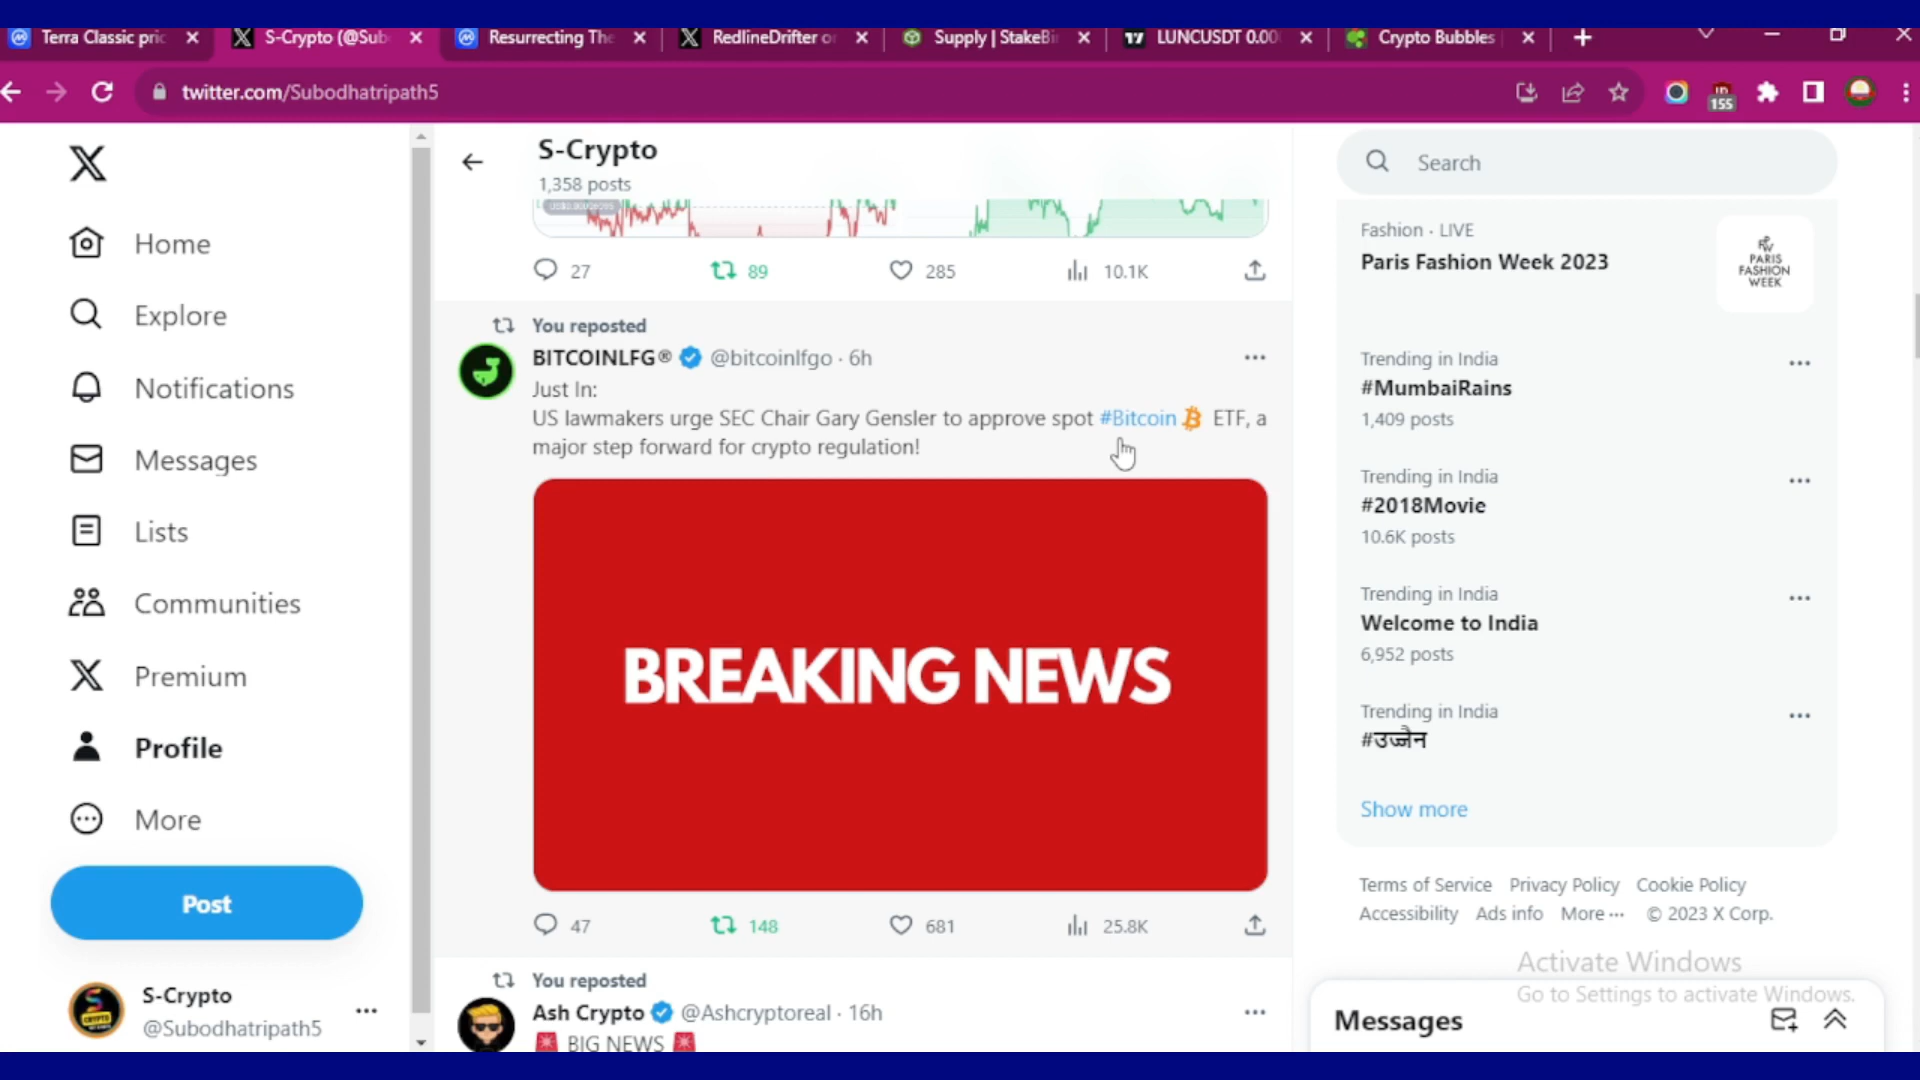 Terra Classic pric
S-Crypto (@Sub
Resurrecting The
RedlineDrifter or
Supply | StakeBi
LUNCUSDT 0.00
Crypto Bubbles
twitter.com/Subodhatripath5
155
S-Crypto
1,358 posts
27
89
285
10.1K
Home
Explore
Notifications
Messages
Lists
Communities
Premium
Profile
More
Post
S-Crypto
@Subodhatripath5
You reposted
BITCOINLFG® @bitcoinlfgo · 6h
Just In:
US lawmakers urge SEC Chair Gary Gensler to approve spot #Bitcoin ETF, a
major step forward for crypto regulation!
BREAKING NEWS
47
148
681
25.8K
You reposted
Ash Crypto @Ashcryptoreal · 16h
BIG NEWS
Search
Fashion · LIVE
Paris Fashion Week 2023
PARIS
FASHION
WEEK
Trending in India
#MumbaiRains
1,409 posts
Trending in India
#2018Movie
10.6K posts
Trending in India
Welcome to India
6,952 posts
Trending in India
#उज्जैन
Show more
Terms of Service Privacy Policy Cookie Policy
Accessibility Ads info More ··· © 2023 X Corp.
Activate Windows
Go to Settings to activate Windows.
Messages